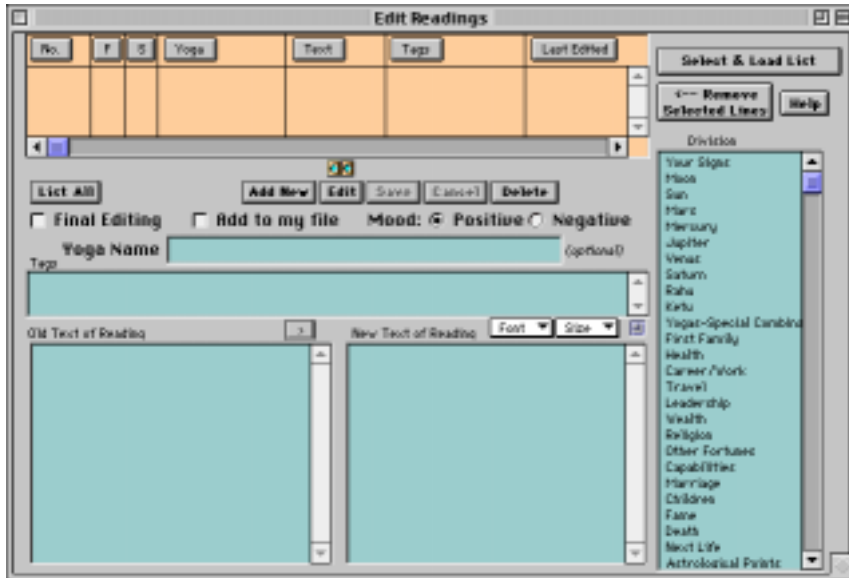 Edit Readings
No. F S Yoga Text Tags Last Edited
Select & Load List
<-- Remove
Selected Lines
Help
Division
List All Add New Edit Save Cancel Delete
Final Editing Add to my file Mood: Positive Negative
Yoga Name (optional)
Tags
Old Text of Reading > New Text of Reading Font Size
Your Signs
Moon
Sun
Mars
Mercury
Jupiter
Venus
Saturn
Rahu
Ketu
Yogas-Special Combina
First Family
Health
Career/Work
Travel
Leadership
Wealth
Religion
Other Fortunes
Capabilities
Marriage
Children
Fame
Death
Next Life
Astrological Points